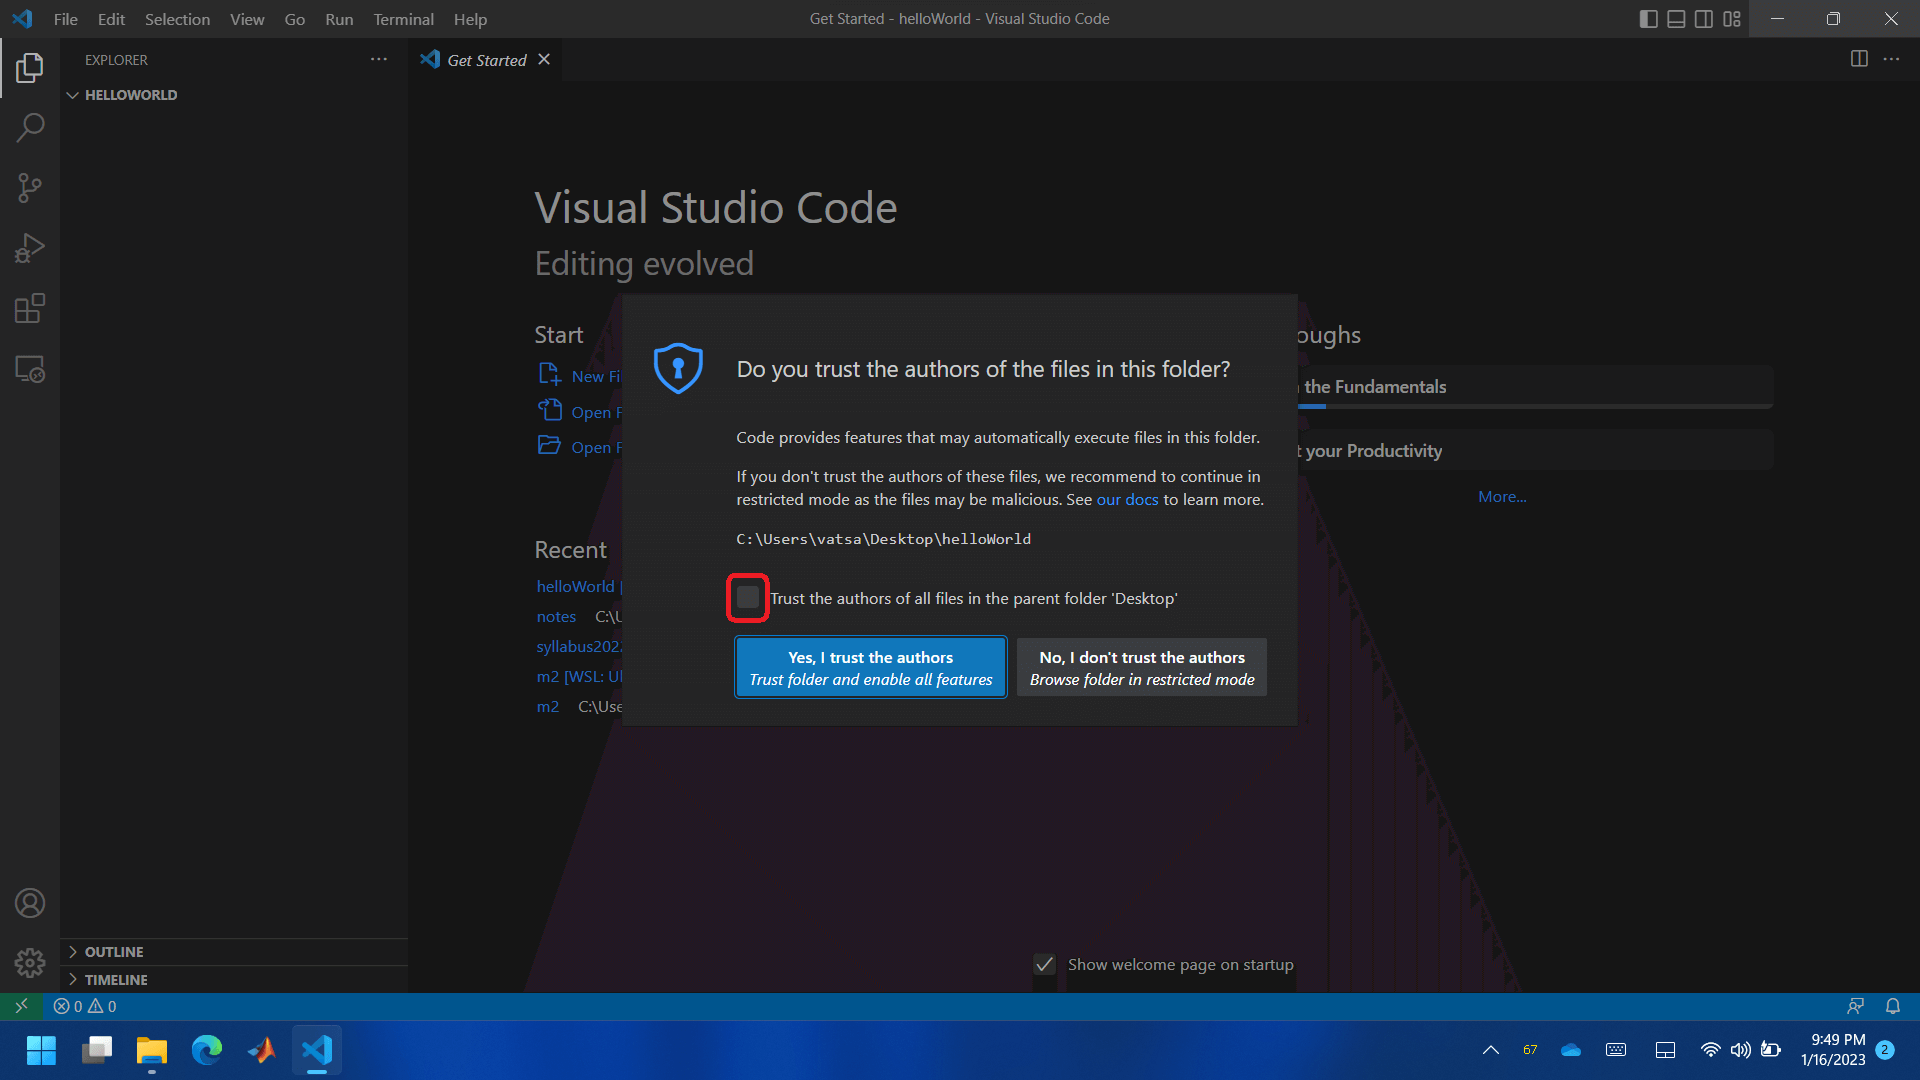 File Edit Selection View Go Run Terminal Help
Get Started - helloWorld - Visual Studio Code
EXPLORER
Get Started
HELLOWORLD
Visual Studio Code
Editing evolved
Start
New Fi
Open F
Open F
Recent
helloWorld [
notes C:\U
syllabus202
m2 [WSL: Ul
m2 C:\Use
oughs
the Fundamentals
t your Productivity
More...
Do you trust the authors of the files in this folder?
Code provides features that may automatically execute files in this folder.
If you don't trust the authors of these files, we recommend to continue in
restricted mode as the files may be malicious. See our docs to learn more.
C:\Users\vatsa\Desktop\helloWorld
Trust the authors of all files in the parent folder 'Desktop'
Yes, I trust the authors
Trust folder and enable all features
No, I don't trust the authors
Browse folder in restricted mode
Show welcome page on startup
OUTLINE
TIMELINE
0 0
67
9:49 PM
1/16/2023
2